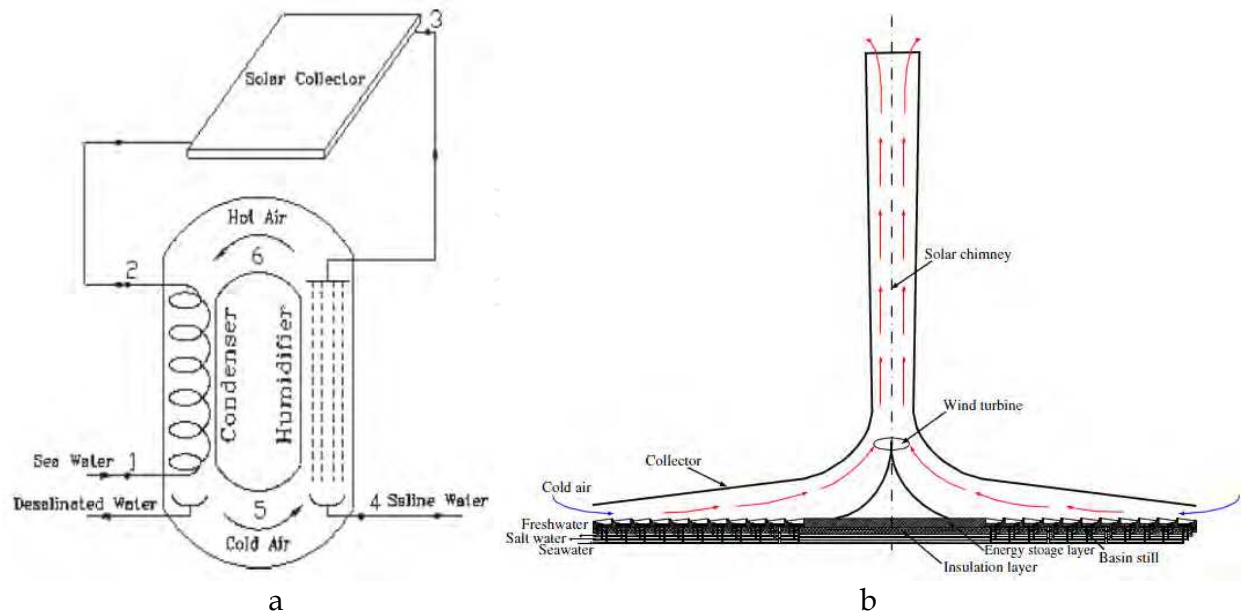 3
Solar Collector
Hot Air
6
2
Condenser
Humidifier
Sea Water
1
Desalinated Water
5
4
Saline Water
Cold Air
a
Solar chimney
Wind turbine
Collector
Cold air
Freshwater
Salt water
Seawater
Energy stoage layer
Basin still
Insulation layer
b